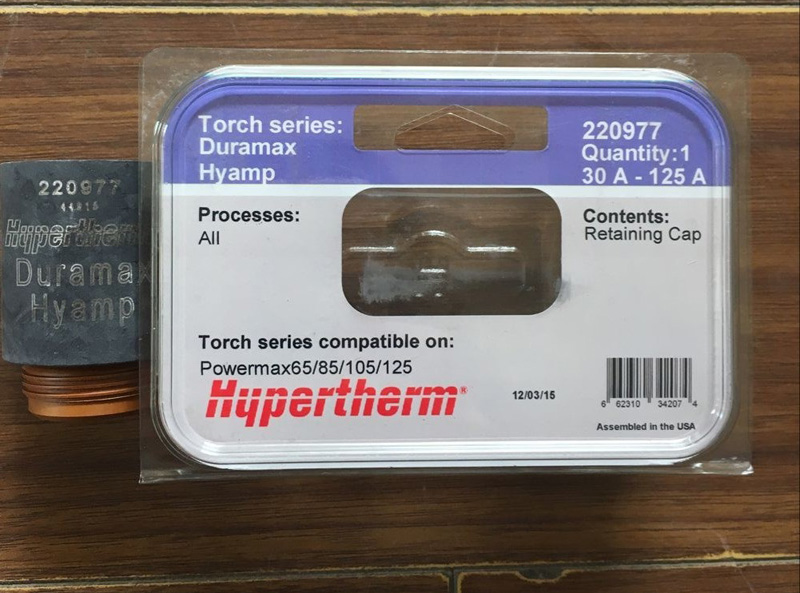 Torch series:
Duramax
Hyamp
220977
Quantity:1
30 A - 125 A
Processes:
All
Contents:
Retaining Cap
Torch series compatible on:
Powermax65/85/105/125
Hypertherm®
12/03/15
6 62310 34207 4
Assembled in the USA
220977
44215
Hypertherm
Duramax
Hyamp